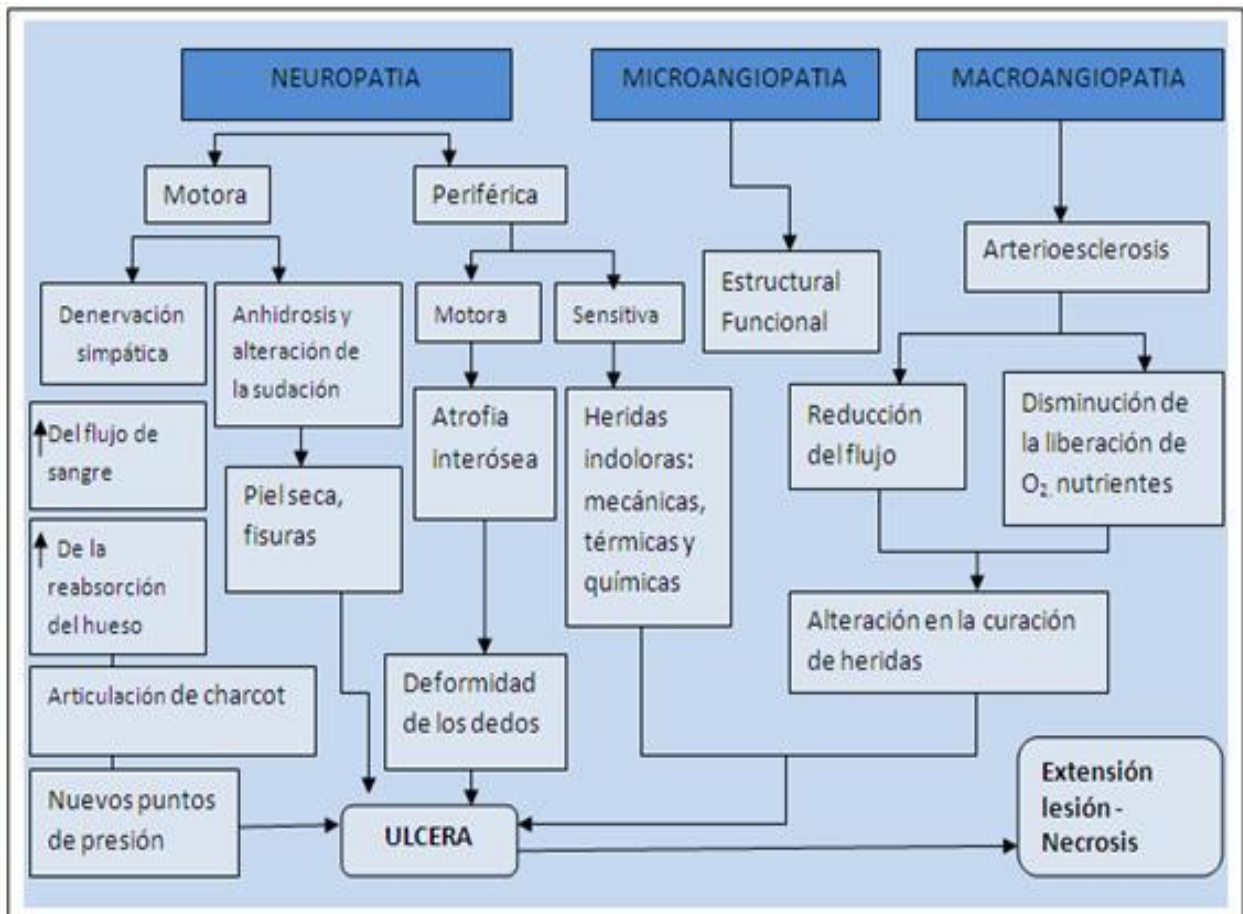 NEUROPATIA
MICROANGIOPATIA
MACROANGIOPATIA
Motora
Periférica
Arterioesclerosis
Estructural
Funcional
Denervación
simpática
Anhidrosis y
alteración de
la sudación
Motora
Sensitiva
Del flujo de
sangre
Piel seca,
fisuras
Atrofia
interósea
Heridas
indoloras:
mecánicas,
térmicas y
químicas
Reducción
del flujo
Disminución de
la liberación de
O₂, nutrientes
De la
reabsorción
del hueso
Alteración en la curación
de heridas
Articulación de charcot
Deformidad
de los dedos
Nuevos puntos
de presión
ULCERA
Extensión
lesión -
Necrosis